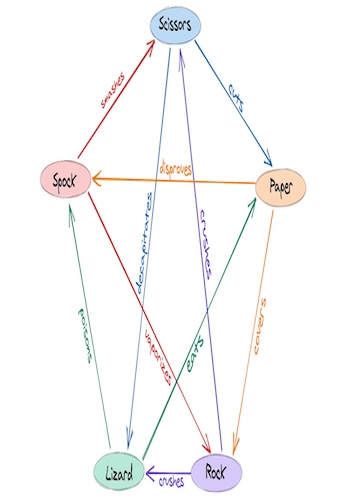 Scissors
smashes
cuts
Spock
disproves
Paper
decapitates
crushes
poisons
vaporizes
eats
covers
Lizard
crushes
Rock